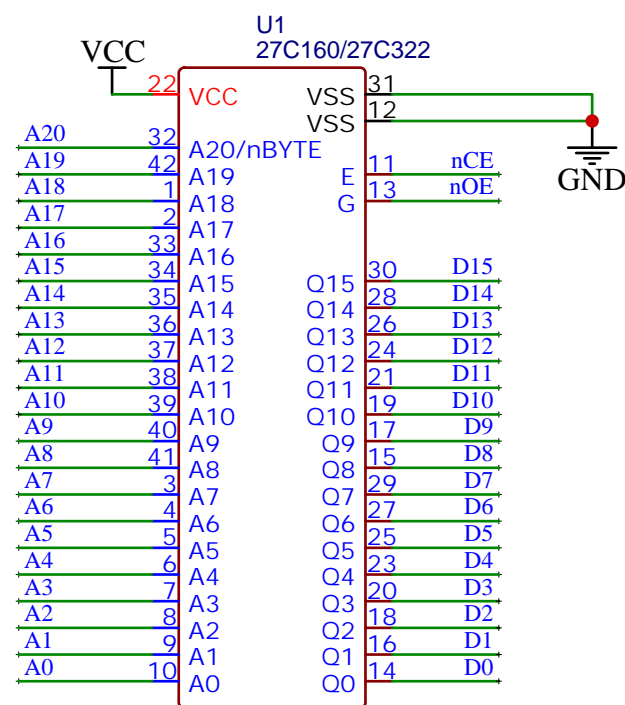 U1
27C160/27C322
VCC
22 VCC VSS 31
VSS 12
GND
A20 32 A20/nBYTE
A19 42 A19 E 11 nCE
A18 1 A18 G 13 nOE
A17 2 A17
A16 33 A16
A15 34 A15 Q15 30 D15
A14 35 A14 Q14 28 D14
A13 36 A13 Q13 26 D13
A12 37 A12 Q12 24 D12
A11 38 A11 Q11 21 D11
A10 39 A10 Q10 19 D10
A9 40 A9 Q9 17 D9
A8 41 A8 Q8 15 D8
A7 3 A7 Q7 29 D7
A6 4 A6 Q6 27 D6
A5 5 A5 Q5 25 D5
A4 6 A4 Q4 23 D4
A3 7 A3 Q3 20 D3
A2 8 A2 Q2 18 D2
A1 9 A1 Q1 16 D1
A0 10 A0 Q0 14 D0